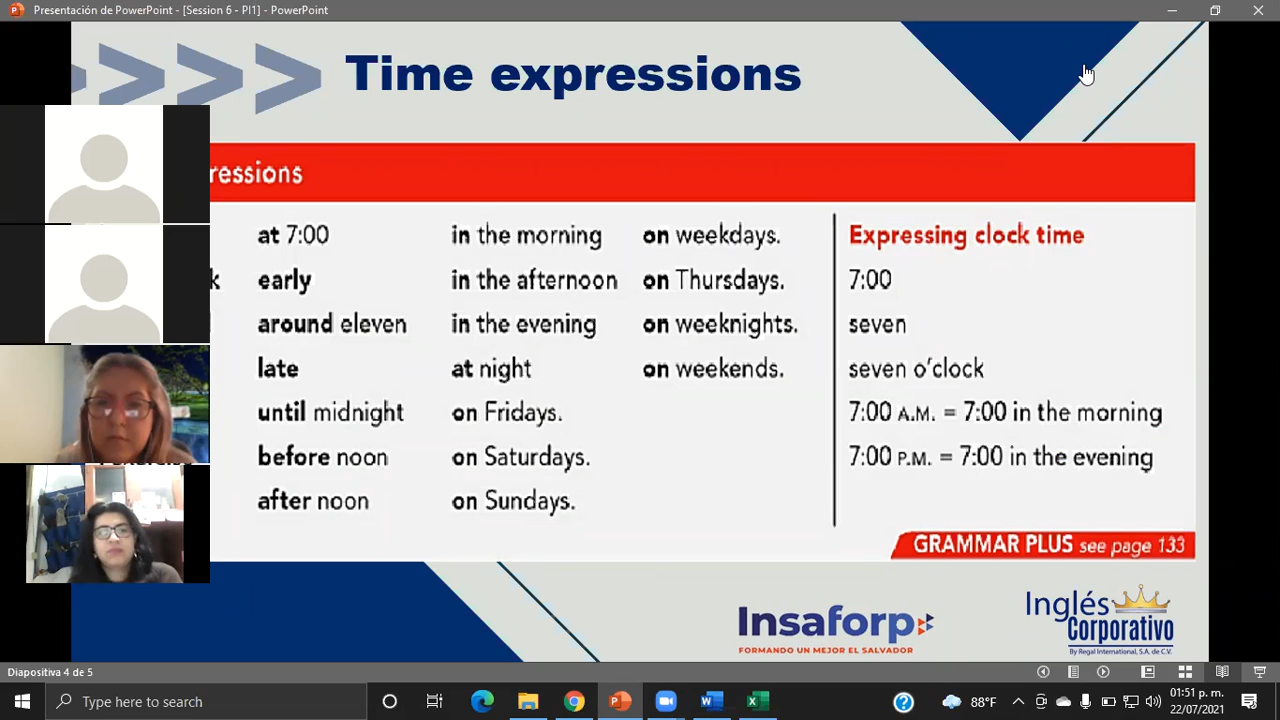 Presentación de PowerPoint - [Session 6 - PI1] - PowerPoint
Time expressions
ressions
at 7:00 in the morning on weekdays. Expressing clock time
k early in the afternoon on Thursdays. 7:00
around eleven in the evening on weeknights. seven
late at night on weekends. seven o'clock
until midnight on Fridays. 7:00 A.M. = 7:00 in the morning
before noon on Saturdays. 7:00 P.M. = 7:00 in the evening
after noon on Sundays.
GRAMMAR PLUS see page 133
Insaforp
FORMANDO UN MEJOR EL SALVADOR
Inglés
Corporativo
By Regal International, S.A. de C.V.
Diapositiva 4 de 5
Type here to search
88°F
01:51 p. m.
22/07/2021